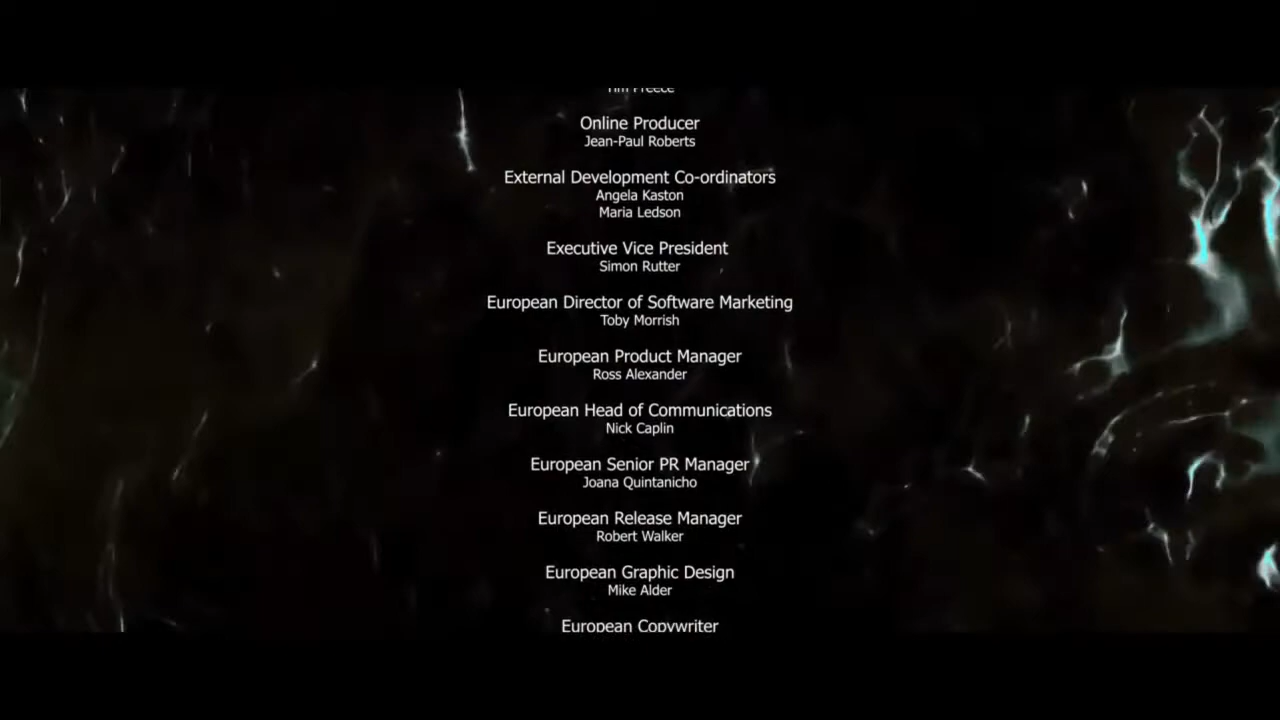 Online Producer
Jean-Paul Roberts
External Development Co-ordinators
Angela Kaston
Maria Ledson
Executive Vice President
Simon Rutter
European Director of Software Marketing
Toby Morrish
European Product Manager
Ross Alexander
European Head of Communications
Nick Caplin
European Senior PR Manager
Joana Quintanicho
European Release Manager
Robert Walker
European Graphic Design
Mike Alder
European Copywriter